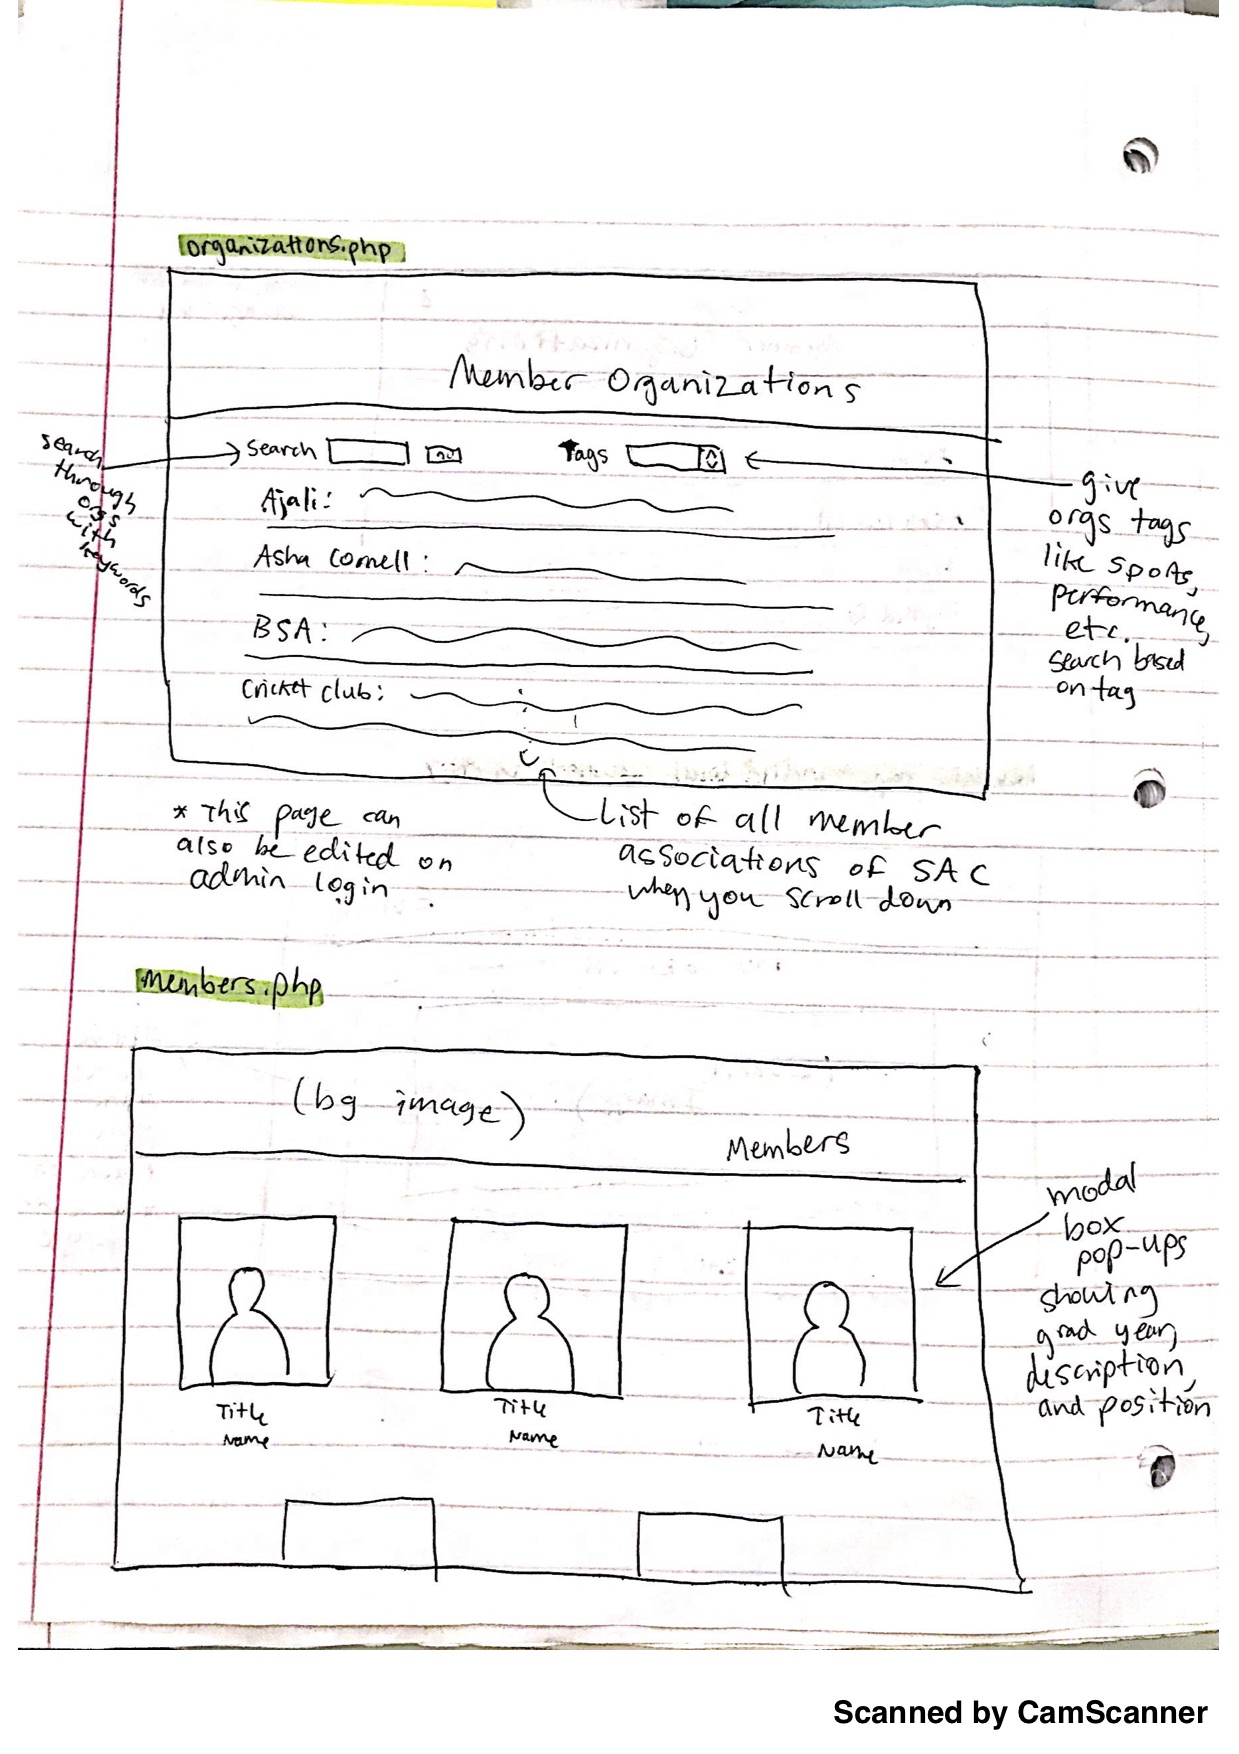 organizations.php
Member Organizations
Search
Tags
search
through
orgs
with
keywords
Ajali:
Asha Cornell:
BSA:
Cricket club:
give
orgs tags
like sports,
performance,
etc.
search based
on tag
* This page can
also be edited on
admin login
List of all member
associations of SAC
when you scroll down
members.php
(bg image)
Members
modal
box
pop-ups
showing
grad year,
description,
and position
Title
Name
Title
Name
Title
Name
Scanned by CamScanner